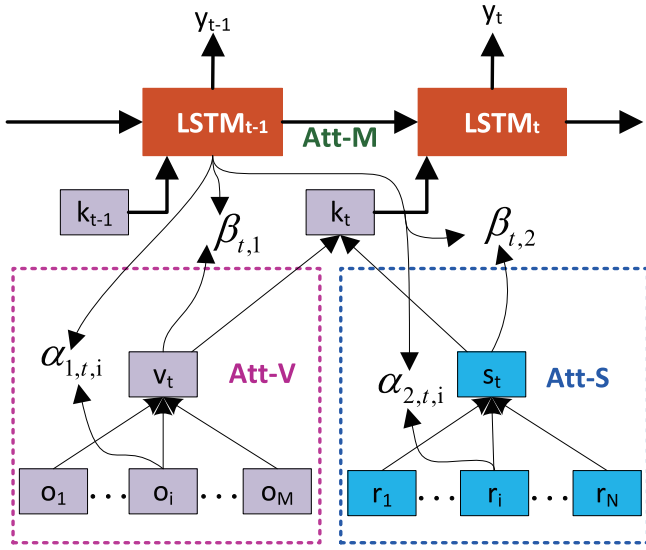 y_{t-1} y_t
LSTM_{t-1} LSTM_t
Att-M
k_{t-1} k_t
β_{t,1} β_{t,2}
α_{1,t,i} v_t Att-V
α_{2,t,i} s_t Att-S
o_1 ... o_i ... o_M
r_1 ... r_i ... r_N